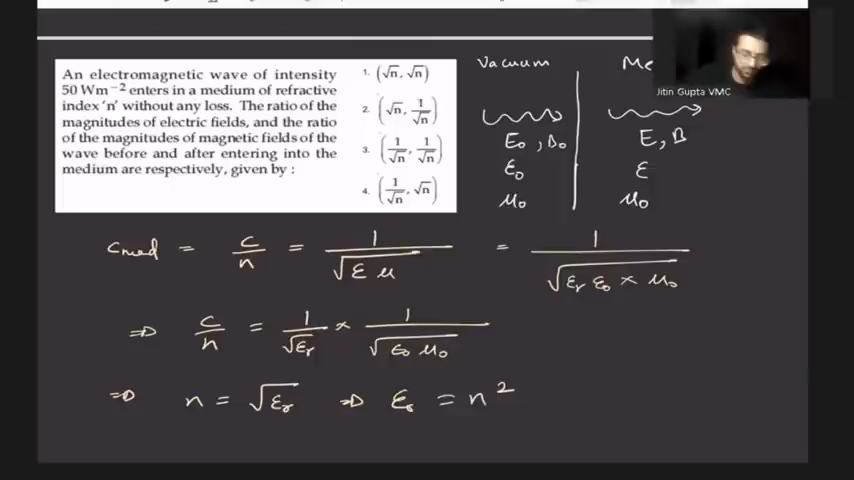 An electromagnetic wave of intensity
50 Wm⁻² enters in a medium of refractive
index 'n' without any loss. The ratio of the
magnitudes of electric fields, and the ratio
of the magnitudes of magnetic fields of the
wave before and after entering into the
medium are respectively, given by :
1. (√n, √n)
2. (√n, 1/√n)
3. (1/√n, 1/√n)
4. (1/√n, √n)
Vacuum
Me
Jitin Gupta VMC
E₀, B₀
E, B
ε₀
ε
μ₀
μ₀
Cmed = c/n = 1/√(ε μ) = 1/√(εᵣ ε₀ × μ₀)
⇒ c/n = 1/√εᵣ × 1/√(ε₀ μ₀)
⇒ n = √εᵣ ⇒ εᵣ = n²